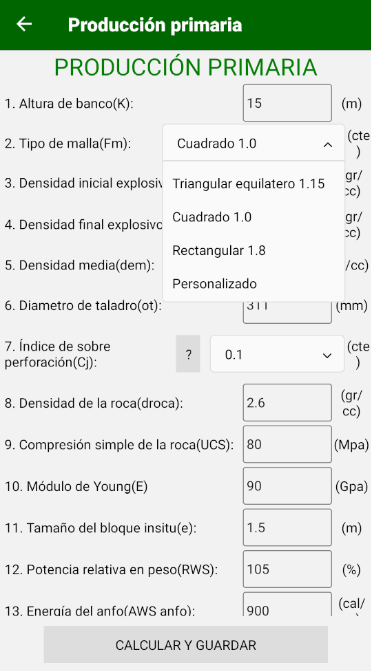 Producción primaria
PRODUCCIÓN PRIMARIA
1. Altura de banco(K):
15
(m)
2. Tipo de malla(Fm):
Cuadrado 1.0
(cte
)
Triangular equilatero 1.15
Cuadrado 1.0
Rectangular 1.8
Personalizado
3. Densidad inicial explosiv
gr/
cc)
4. Densidad final explosivo
gr/
cc)
5. Densidad media(dem):
/cc)
6. Diametro de taladro(ot):
311
(mm)
7. Índice de sobre
perforación(Cj):
?
0.1
(cte
)
8. Densidad de la roca(droca):
2.6
(gr/
cc)
9. Compresión simple de la roca(UCS):
80
(Mpa)
10. Módulo de Young(E)
90
(Gpa)
11. Tamaño del bloque insitu(e):
1.5
(m)
12. Potencia relativa en peso(RWS):
105
(%)
13. Energía del anfo(AWS anfo):
900
(cal/
CALCULAR Y GUARDAR